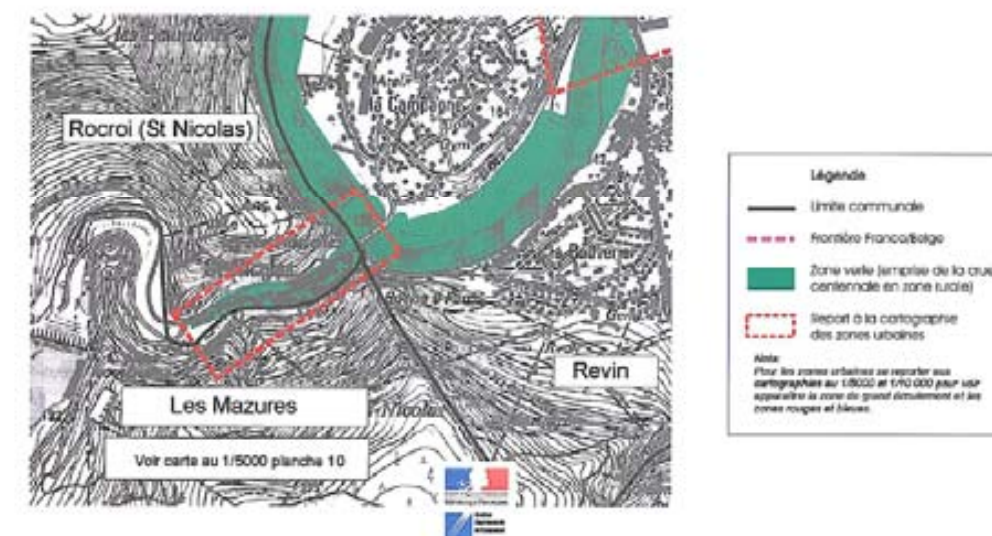 la Campagne
Rocroi (St Nicolas)
Revin
Les Mazures
Voir carte au 1/5000 planche 10
Légende
Limite communale
Frontière Franco/Belge
Zone verte (emprise de la crue
centennale en zone rurale)
Report à la cartographie
des zones urbaines
Note:
Pour les zones urbaines se reporter aux
cartographies au 1/5000 et 1/10 000 pour voir
apparaître la zone de grand écoulement et les
zones rouges et bleues.